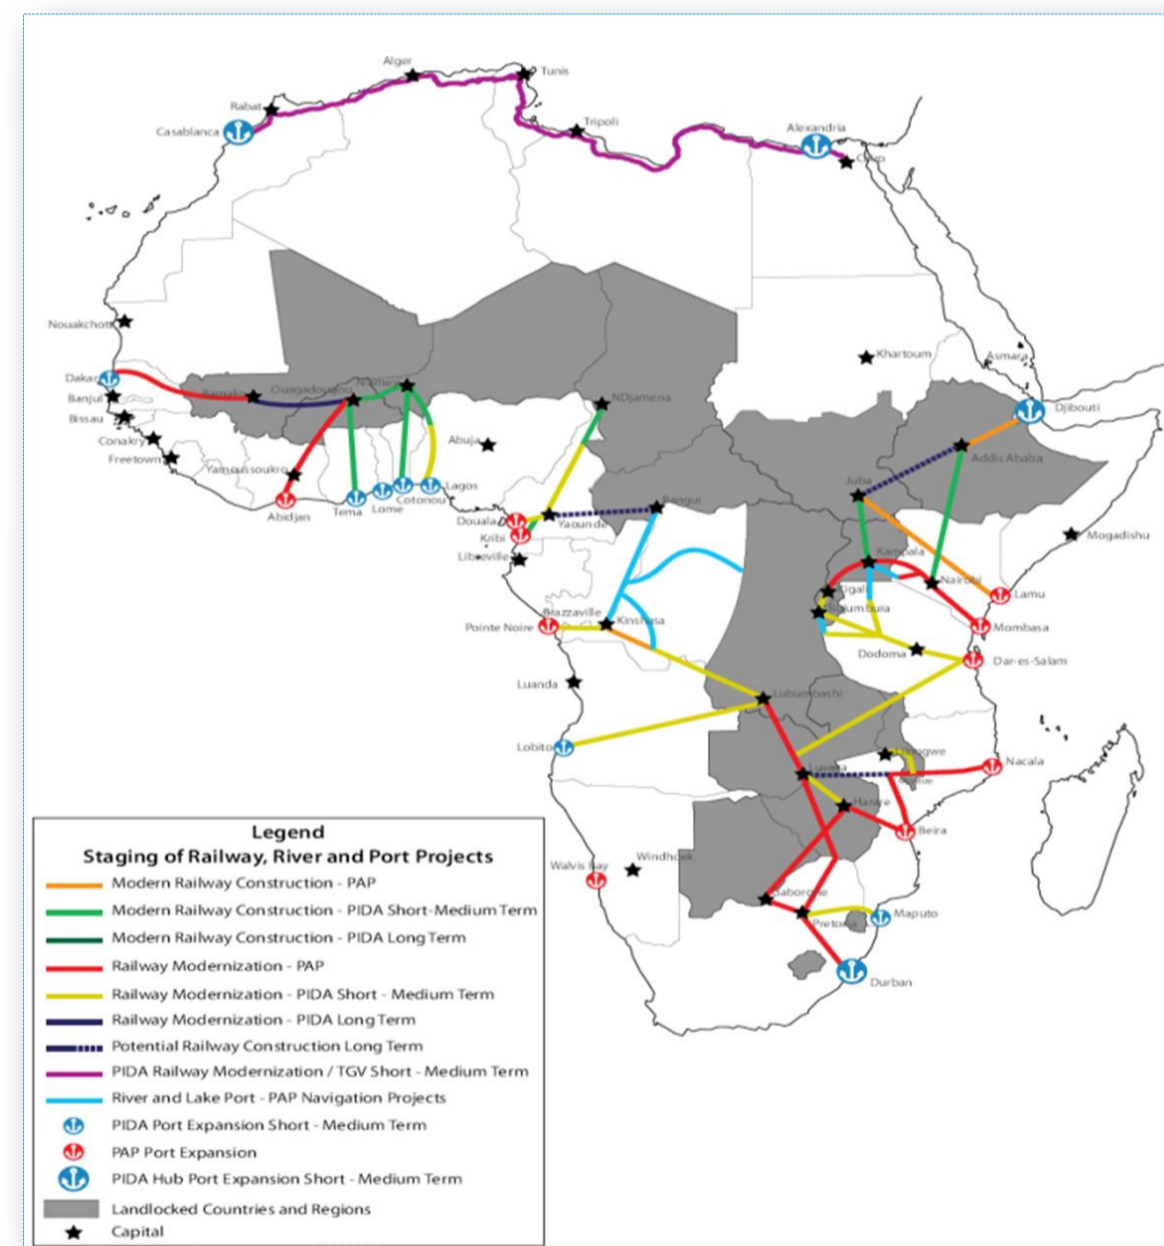 Alger
Tunis
Rabat
Casablanca
Tripoli
Alexandria
Nouakchott
Khartoum
Asmara
Dakar
Bamako
Ouagadougou
Niamey
NDjamena
Banjul
Djibouti
Bissau
Conakry
Abuja
Addis Ababa
Freetown
Yamoussoukro
Juba
Lagos
Abidjan
Tema
Lome
Cotonou
Bangui
Douala
Yaounde
Kribi
Mogadishu
Libreville
Kampala
Nairobi
Kigali
Lamu
Brazzaville
Kinshasa
Bujumbura
Pointe Noire
Mombasa
Dodoma
Dar-es-Salam
Luanda
Lubumbashi
Lobito
Lilongwe
Nacala
Lusaka
Harare
Beira
Walvis Bay
Windhoek
Gaborone
Pretoria
Maputo
Durban
Legend
Staging of Railway, River and Port Projects
Modern Railway Construction - PAP
Modern Railway Construction - PIDA Short-Medium Term
Modern Railway Construction - PIDA Long Term
Railway Modernization - PAP
Railway Modernization - PIDA Short - Medium Term
Railway Modernization - PIDA Long Term
Potential Railway Construction Long Term
PIDA Railway Modernization / TGV Short - Medium Term
River and Lake Port - PAP Navigation Projects
PIDA Port Expansion Short - Medium Term
PAP Port Expansion
PIDA Hub Port Expansion Short - Medium Term
Landlocked Countries and Regions
Capital